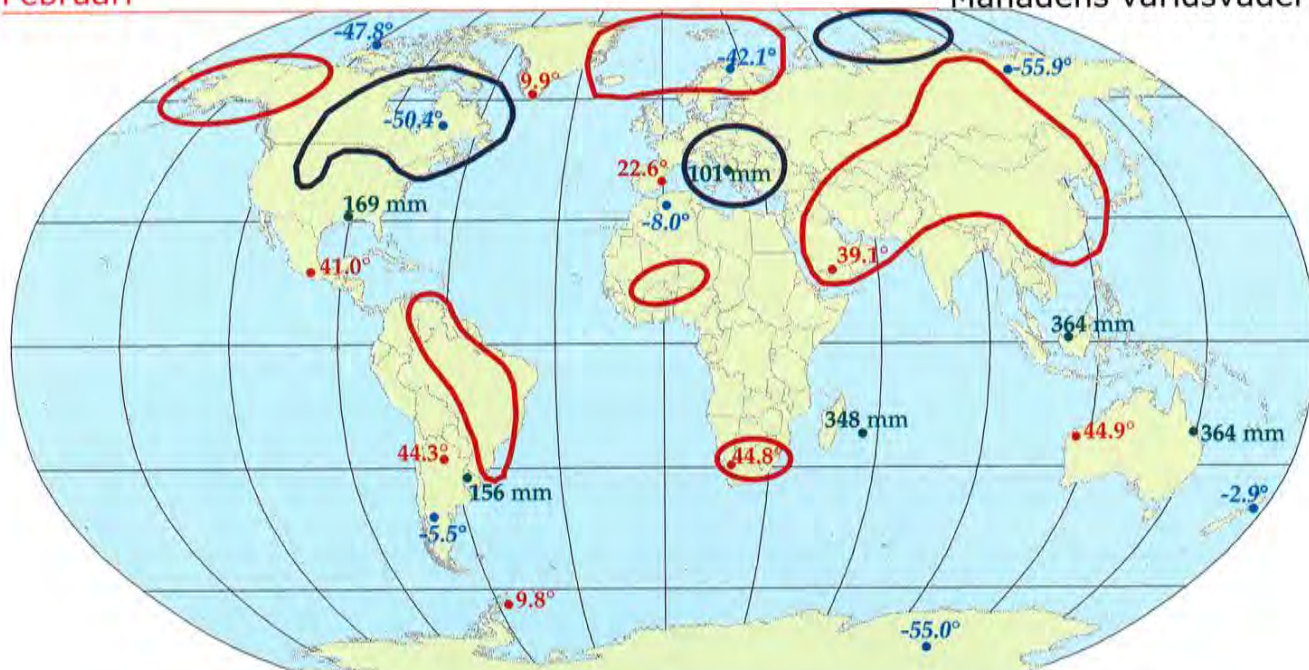 Februari
Månadens världsväder
-47.8°
-42.1°
-55.9°
9.9°
-50.4°
22.6°
101 mm
169 mm
-8.0°
41.0°
39.1°
364 mm
348 mm
44.9°
364 mm
44.3°
44.8°
156 mm
-2.9°
-5.5°
9.8°
-55.0°